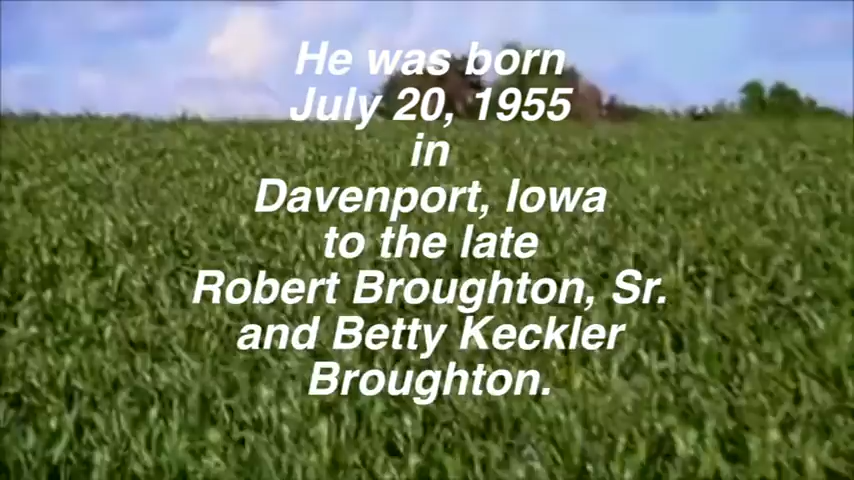 He was born
July 20, 1955
in
Davenport, Iowa
to the late
Robert Broughton, Sr.
and Betty Keckler
Broughton.